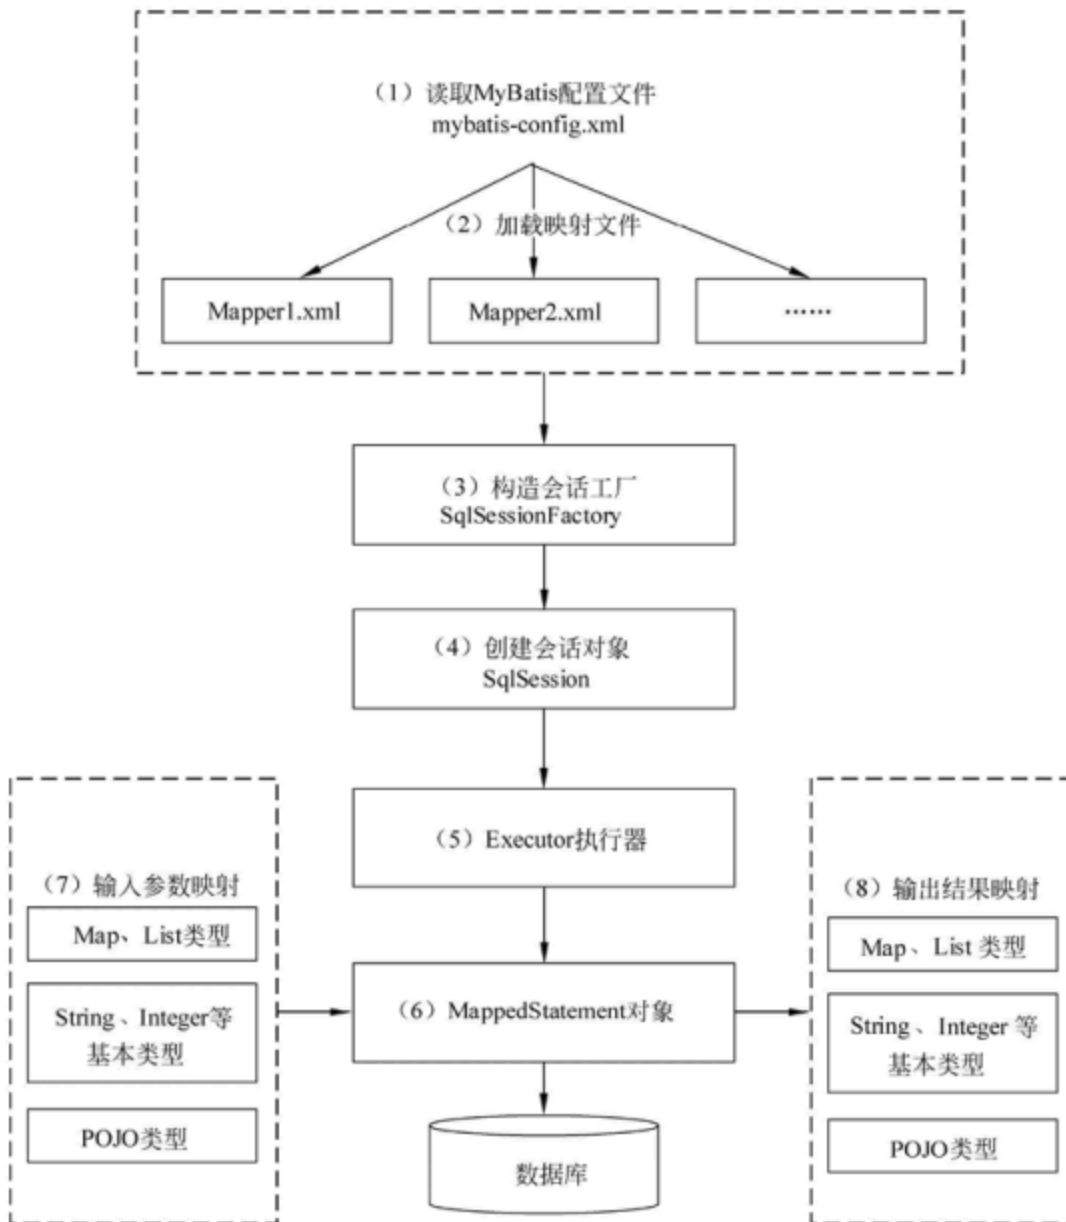 （1）读取MyBatis配置文件
mybatis-config.xml
（2）加载映射文件
Mapper1.xml
Mapper2.xml
……
（3）构造会话工厂
SqlSessionFactory
（4）创建会话对象
SqlSession
（5）Executor执行器
（7）输入参数映射
Map、List类型
String、Integer等
基本类型
POJO类型
（6）MappedStatement对象
（8）输出结果映射
Map、List 类型
String、Integer 等
基本类型
POJO类型
数据库